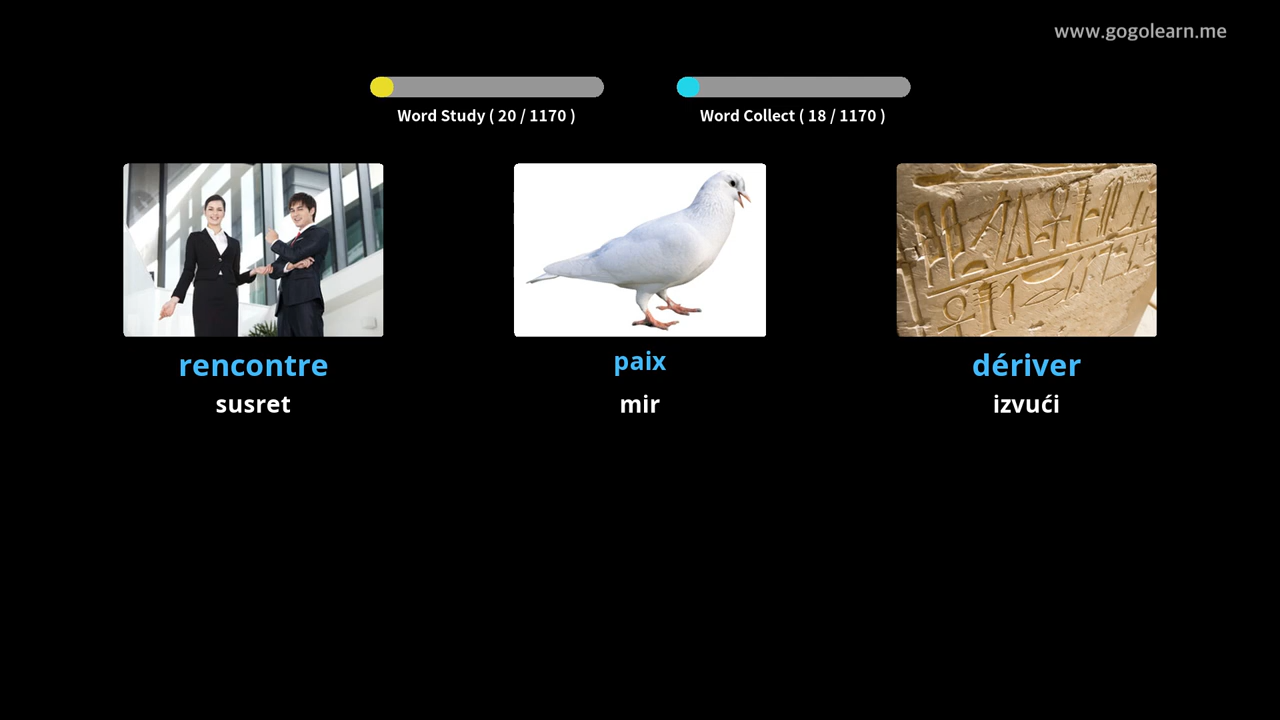 www.gogolearn.me
Word Study ( 20 / 1170 )
Word Collect ( 18 / 1170 )
rencontre
susret
paix
mir
dériver
izvući